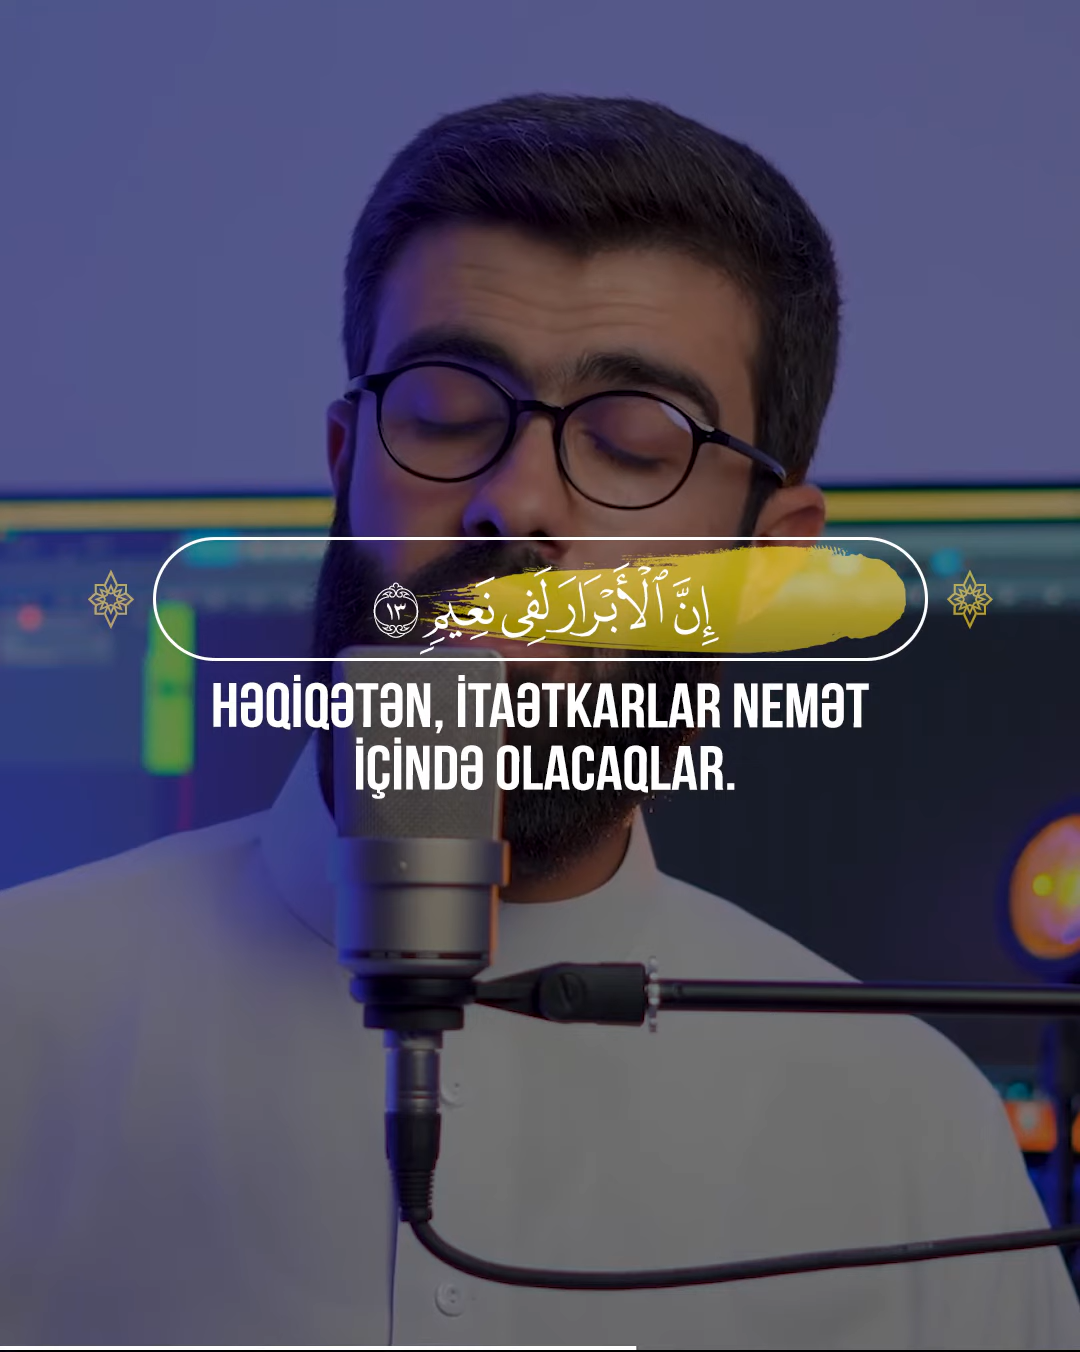 إِنَّ ٱلْأَبْرَارَ لَفِى نَعِيمٍ ١٣
HƏQİQƏTƏN, İTAƏTKARLAR NEMƏT
İÇİNDƏ OLACAQLAR.